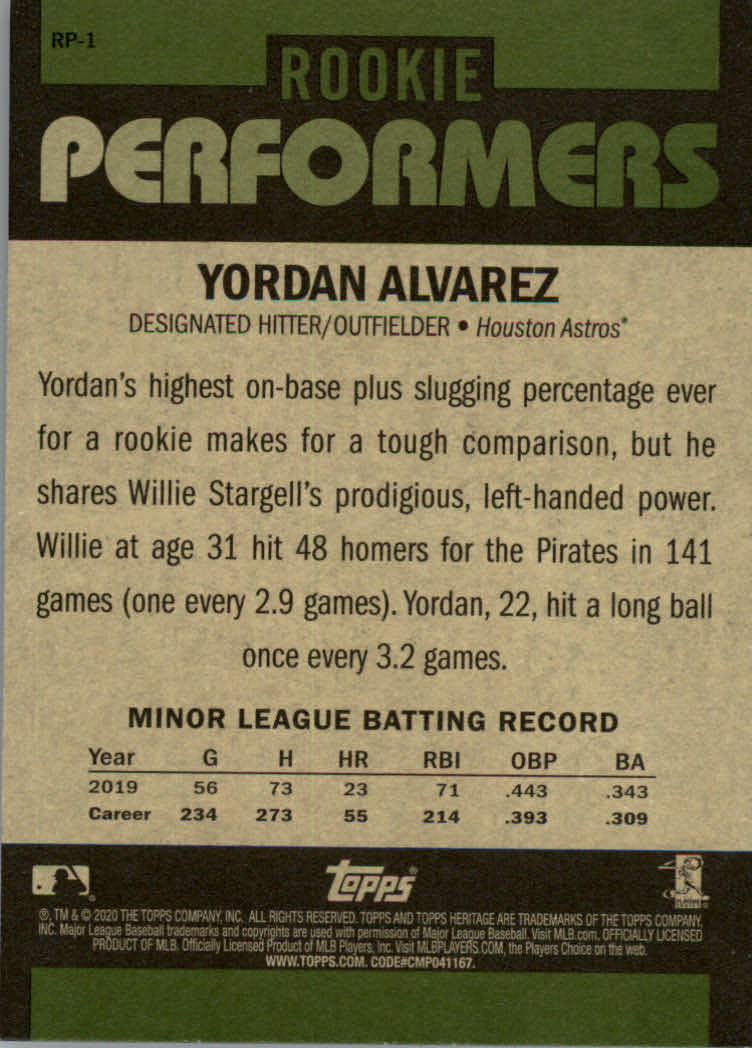 RP-1
ROOKIE
PERFORMERS
YORDAN ALVAREZ
DESIGNATED HITTER/OUTFIELDER • Houston Astros*
Yordan's highest on-base plus slugging percentage ever
for a rookie makes for a tough comparison, but he
shares Willie Stargell's prodigious, left-handed power.
Willie at age 31 hit 48 homers for the Pirates in 141
games (one every 2.9 games). Yordan, 22, hit a long ball
once every 3.2 games.
MINOR LEAGUE BATTING RECORD
Year G H HR RBI OBP BA
2019 56 73 23 71 .443 .343
Career 234 273 55 214 .393 .309
topps
®, TM & © 2020 THE TOPPS COMPANY, INC. ALL RIGHTS RESERVED. TOPPS AND TOPPS HERITAGE ARE TRADEMARKS OF THE TOPPS COMPANY,
INC. Major League Baseball trademarks and copyrights are used with permission of Major League Baseball. Visit MLB.com. OFFICIALLY LICENSED
PRODUCT OF MLB. Officially Licensed Product of MLB Players, Inc. Visit MLBPLAYERS.COM, the Players Choice on the web.
WWW.TOPPS.COM. CODE#CMP041167.